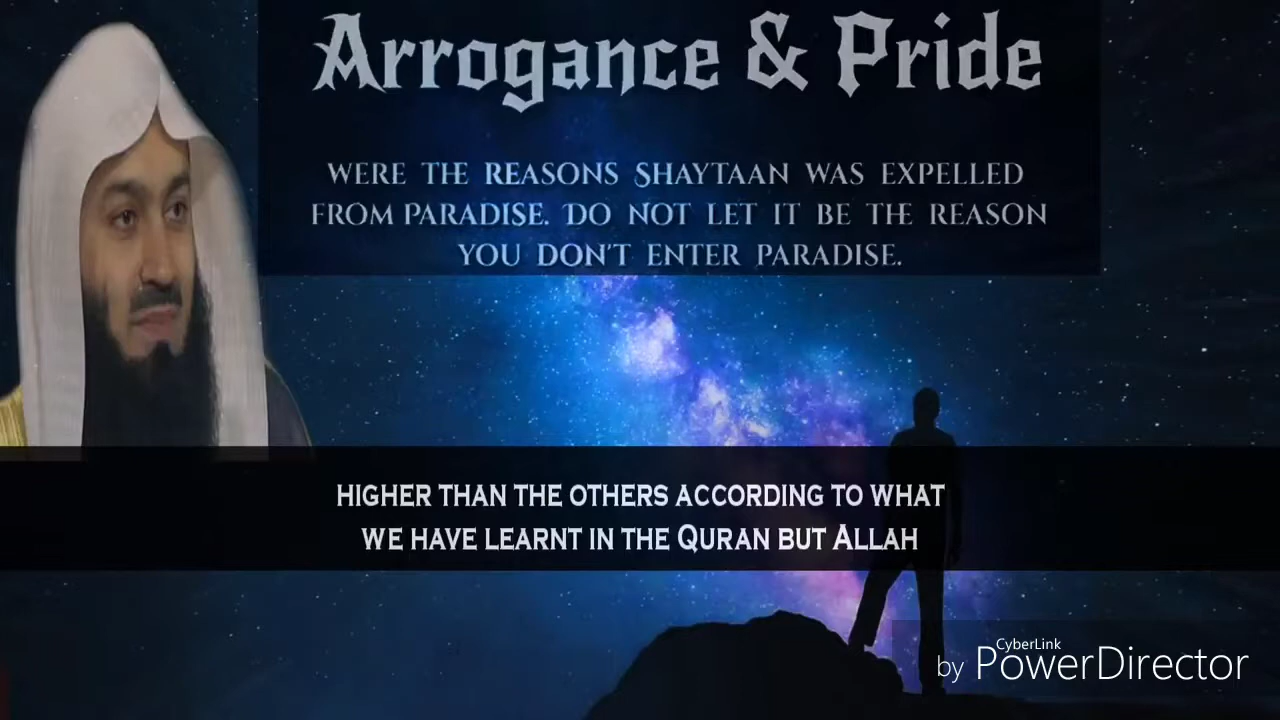 Arrogance & Pride
WERE THE REASONS SHAYTAAN WAS EXPELLED
FROM PARADISE. DO NOT LET IT BE THE REASON
YOU DON'T ENTER PARADISE.
HIGHER THAN THE OTHERS ACCORDING TO WHAT
WE HAVE LEARNT IN THE QURAN BUT ALLAH
CyberLink
by PowerDirector